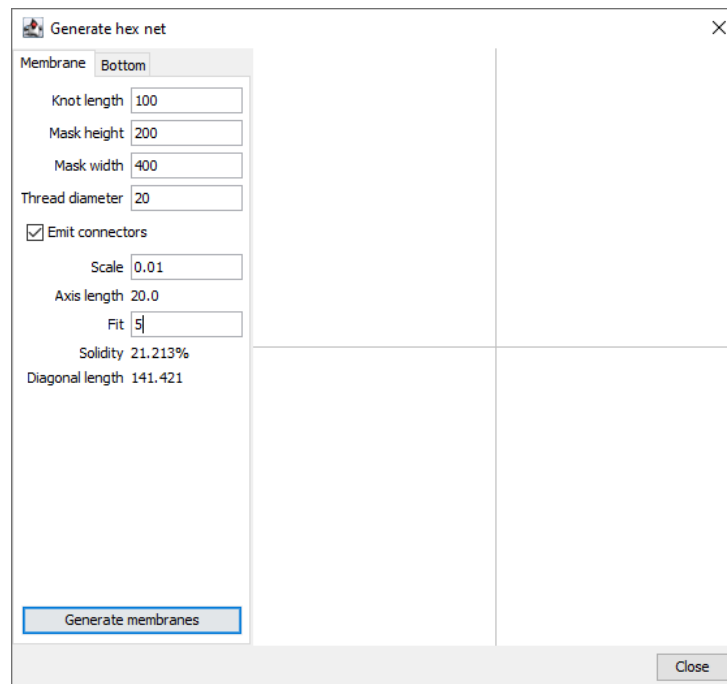 Generate hex net
Membrane Bottom
Knot length 100
Mask height 200
Mask width 400
Thread diameter 20
Emit connectors
Scale 0.01
Axis length 20.0
Fit 5
Solidity 21.213%
Diagonal length 141.421
Generate membranes
Close